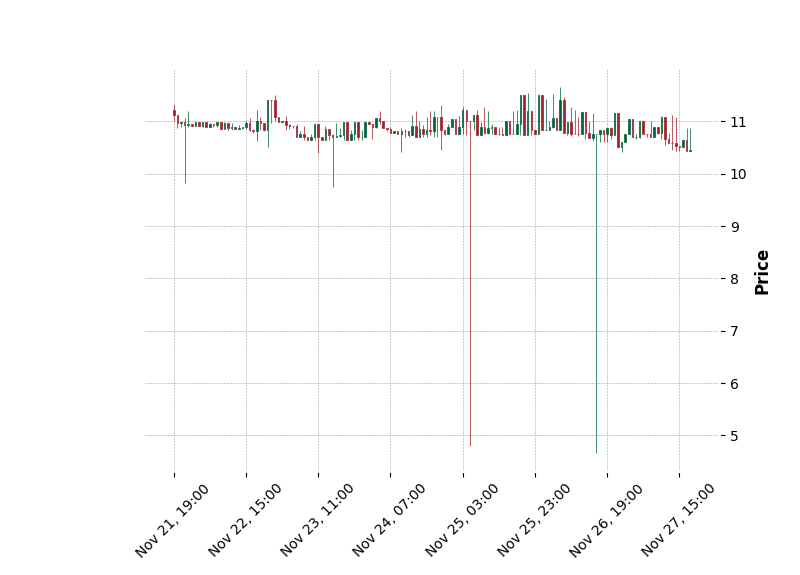 11
10
9
8
7
6
5
Price
Nov 21, 19:00
Nov 22, 15:00
Nov 23, 11:00
Nov 24, 07:00
Nov 25, 03:00
Nov 25, 23:00
Nov 26, 19:00
Nov 27, 15:00